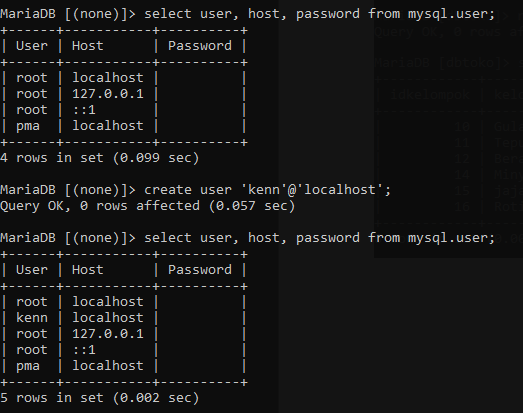 MariaDB [(none)]> select user, host, password from mysql.user;
+------+-----------+----------+
| User | Host      | Password |
+------+-----------+----------+
| root | localhost |          |
| root | 127.0.0.1 |          |
| root | ::1       |          |
| pma  | localhost |          |
+------+-----------+----------+
4 rows in set (0.099 sec)
MariaDB [(none)]> create user 'kenn'@'localhost';
Query OK, 0 rows affected (0.057 sec)
MariaDB [(none)]> select user, host, password from mysql.user;
+------+-----------+----------+
| User | Host      | Password |
+------+-----------+----------+
| root | localhost |          |
| kenn | localhost |          |
| root | 127.0.0.1 |          |
| root | ::1       |          |
| pma  | localhost |          |
+------+-----------+----------+
5 rows in set (0.002 sec)